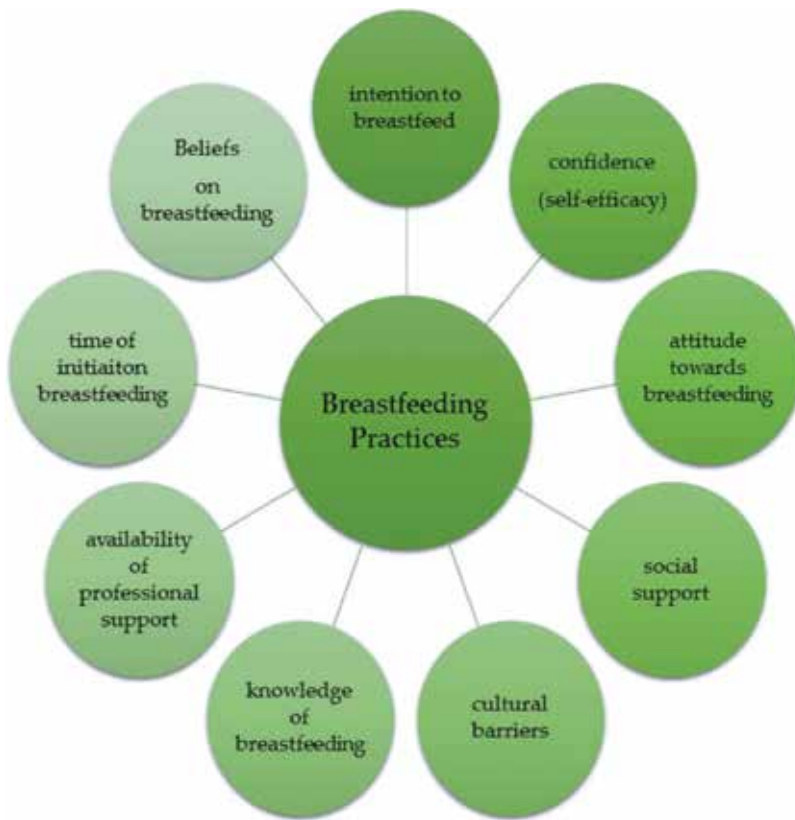 intention to
breastfeed
confidence
(self-efficacy)
attitude
towards
breastfeeding
social
support
cultural
barriers
knowledge
of
breastfeeding
availability
of
professional
support
time of
initiaiton
breastfeeding
Beliefs
on
breastfeeding
Breastfeeding
Practices